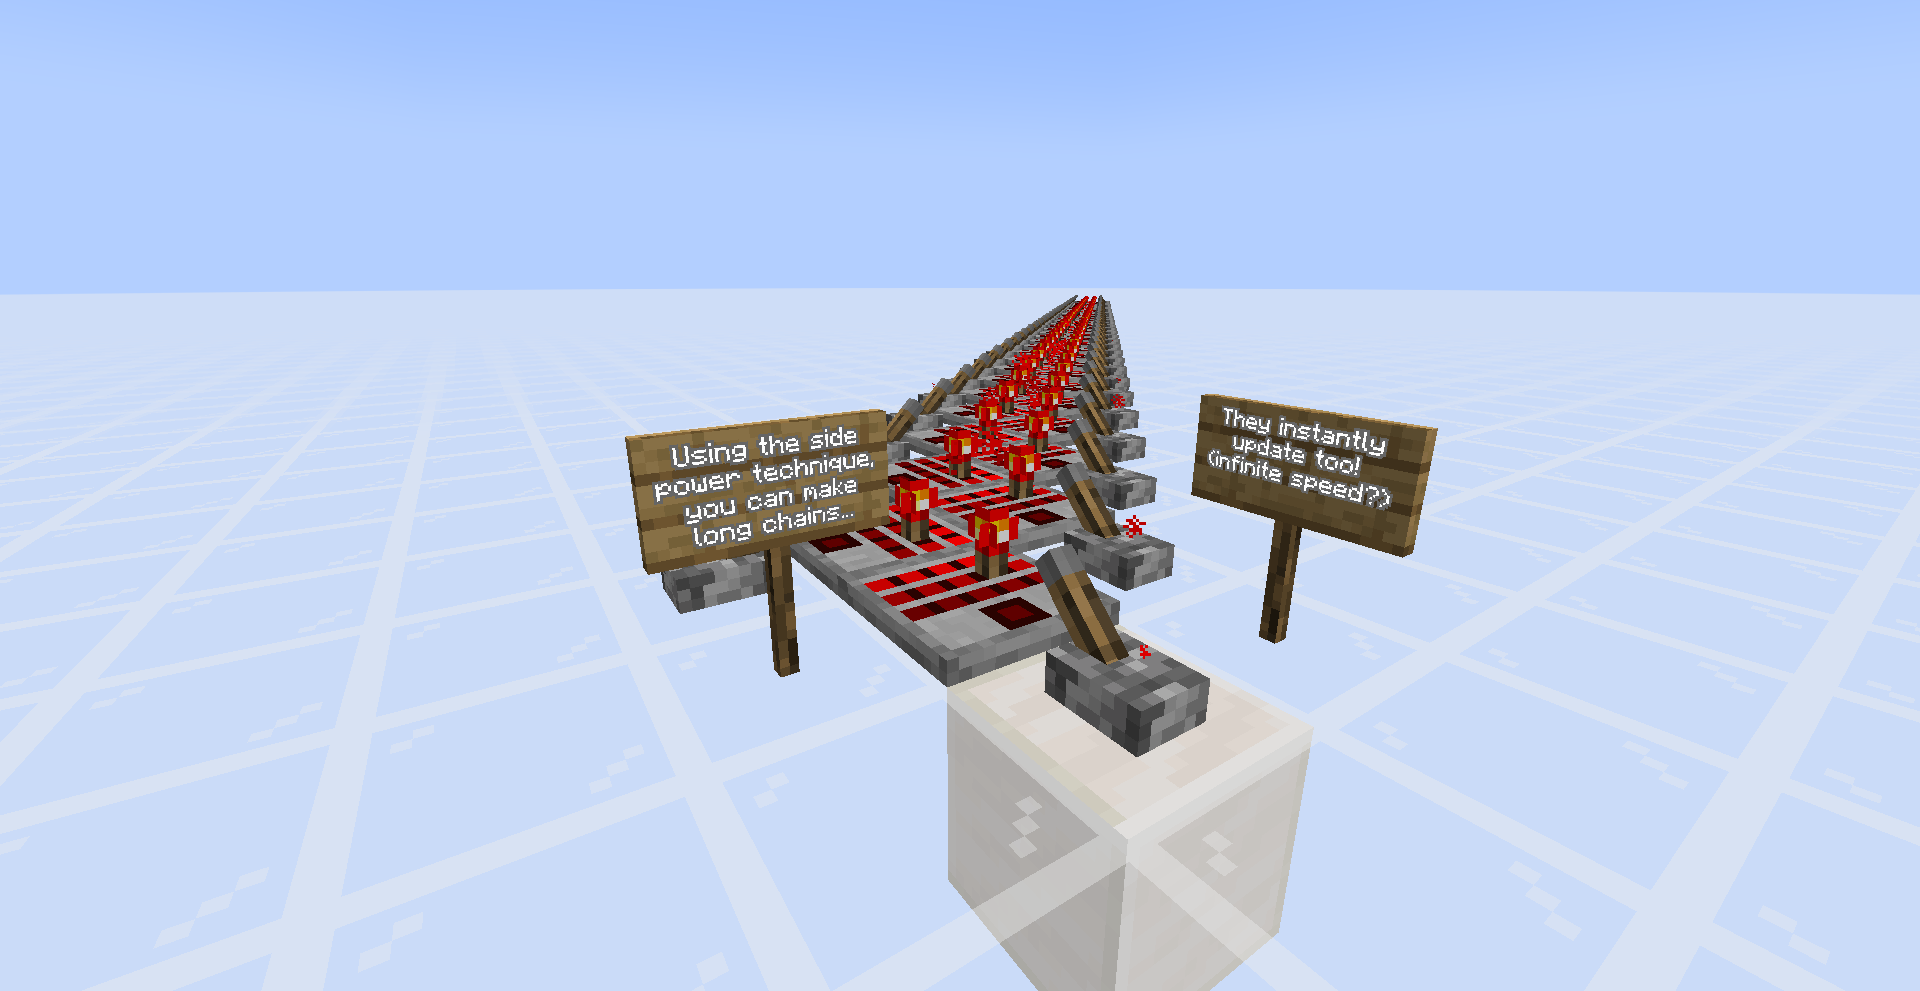 Using the side
power technique,
you can make
long chains...
They instantly
update too!
(infinite speed??)